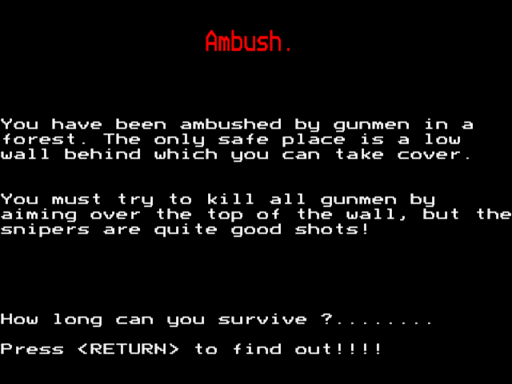 Ambush.
You have been ambushed by gunmen in a
forest. The only safe place is a low
wall behind which you can take cover.
You must try to kill all gunmen by
aiming over the top of the wall, but the
snipers are quite good shots!
How long can you survive ?........
Press <RETURN> to find out!!!!